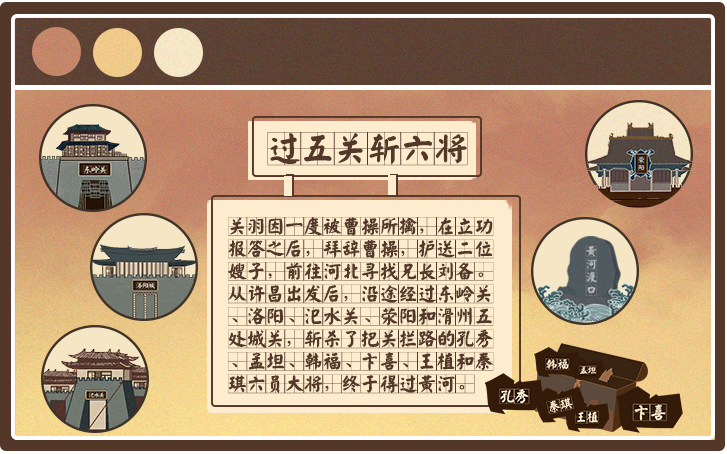 过五关斩六将
关羽因一度被曹操所擒，在立功
报答之后，拜辞曹操，护送二位
嫂子，前往河北寻找兄长刘备。
从许昌出发后，沿途经过东岭关
、洛阳、汜水关、荥阳和滑州五
处城关，斩杀了把关拦路的孔秀
、孟坦、韩福、卞喜、王植和秦
琪六员大将，终于得过黄河。
东岭关
荥阳
洛阳城
黄河渡口
汜水关
韩福
孟坦
孔秀
秦琪
王植
卞喜